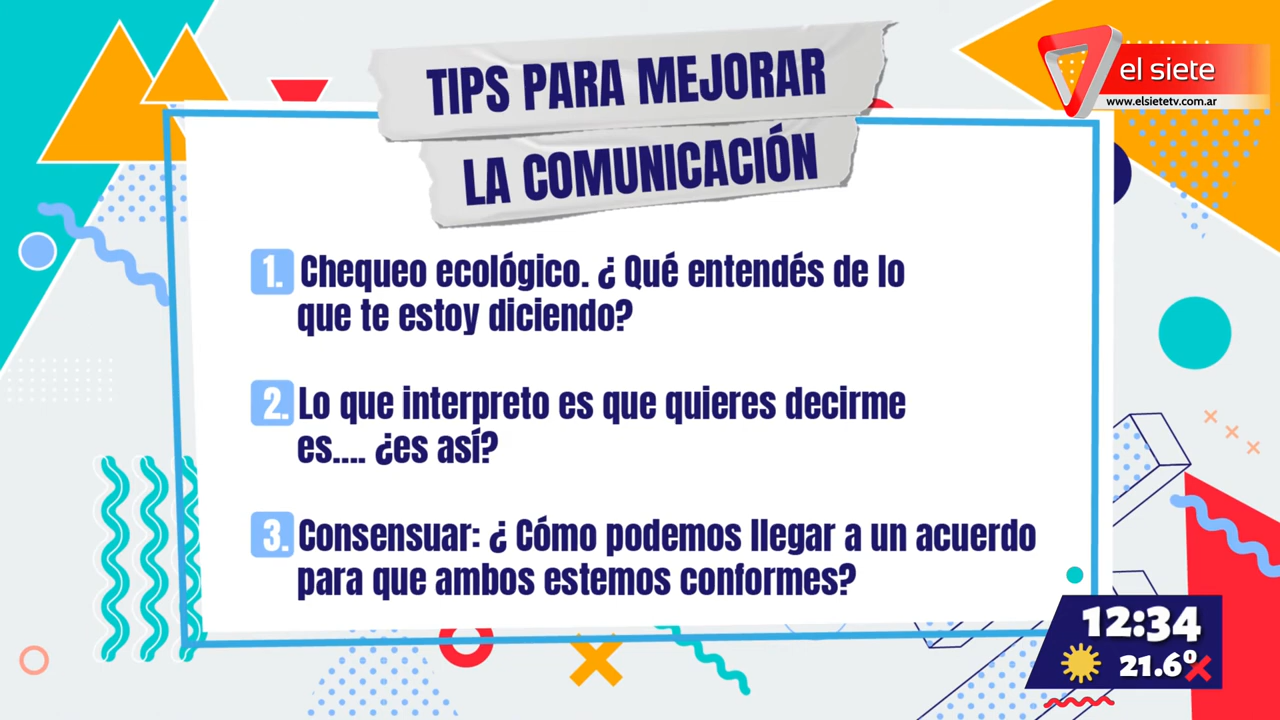 TIPS PARA MEJORAR
LA COMUNICACIÓN
el siete
www.elsietetv.com.ar
1. Chequeo ecológico. ¿ Qué entendés de lo
que te estoy diciendo?
2. Lo que interpreto es que quieres decirme
es.... ¿es así?
3. Consensuar: ¿ Cómo podemos llegar a un acuerdo
para que ambos estemos conformes?
12:34
21.6º